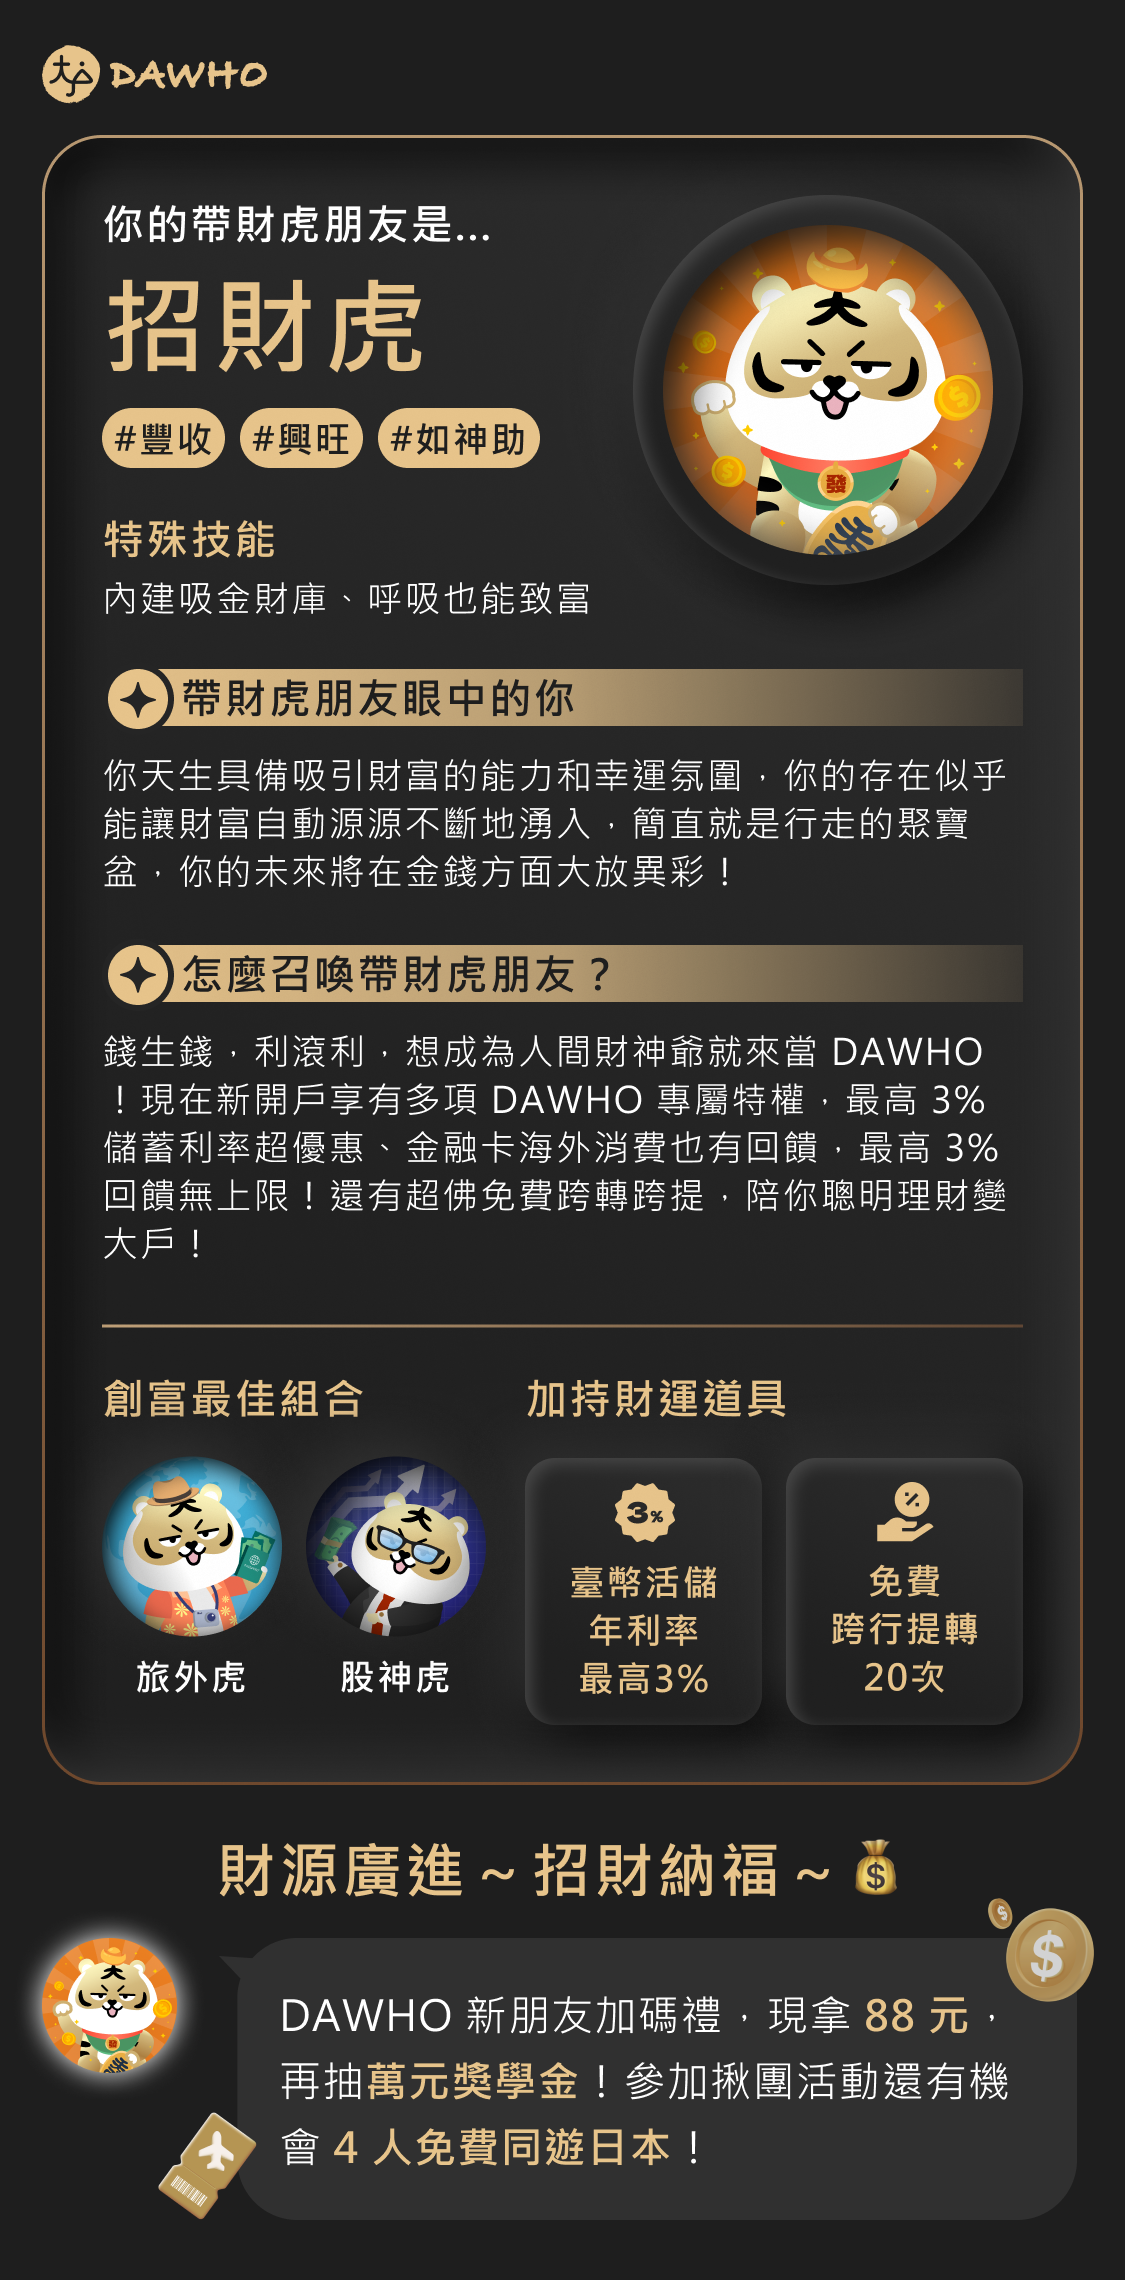 大戶 DAWHO
你的帶財虎朋友是...
招財虎
#豐收 #興旺 #如神助
特殊技能
內建吸金財庫、呼吸也能致富
發
帶財虎朋友眼中的你
你天生具備吸引財富的能力和幸運氛圍，你的存在似乎
能讓財富自動源源不斷地湧入，簡直就是行走的聚寶
盆，你的未來將在金錢方面大放異彩！
怎麼召喚帶財虎朋友？
錢生錢，利滾利，想成為人間財神爺就來當 DAWHO
！現在新開戶享有多項 DAWHO 專屬特權，最高 3%
儲蓄利率超優惠、金融卡海外消費也有回饋，最高 3%
回饋無上限！還有超佛免費跨轉跨提，陪你聰明理財變
大戶！
創富最佳組合
旅外虎
股神虎
加持財運道具
3%
臺幣活儲
年利率
最高3%
%
免費
跨行提轉
20次
財源廣進～招財納福～
$
$
$
DAWHO 新朋友加碼禮，現拿 88 元，
再抽萬元獎學金！參加揪團活動還有機
會 4 人免費同遊日本！